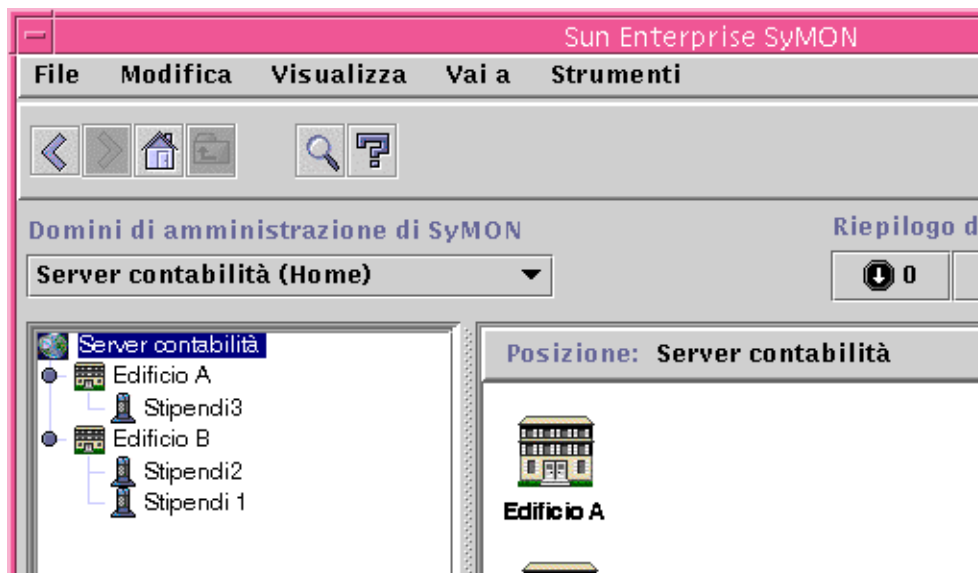 Sun Enterprise SyMON
File Modifica Visualizza Vai a Strumenti
Domini di amministrazione di SyMON
Riepilogo d
Server contabilità (Home)
0
Server contabilità
Edificio A
Stipendi3
Edificio B
Stipendi2
Stipendi 1
Posizione: Server contabilità
Edificio A